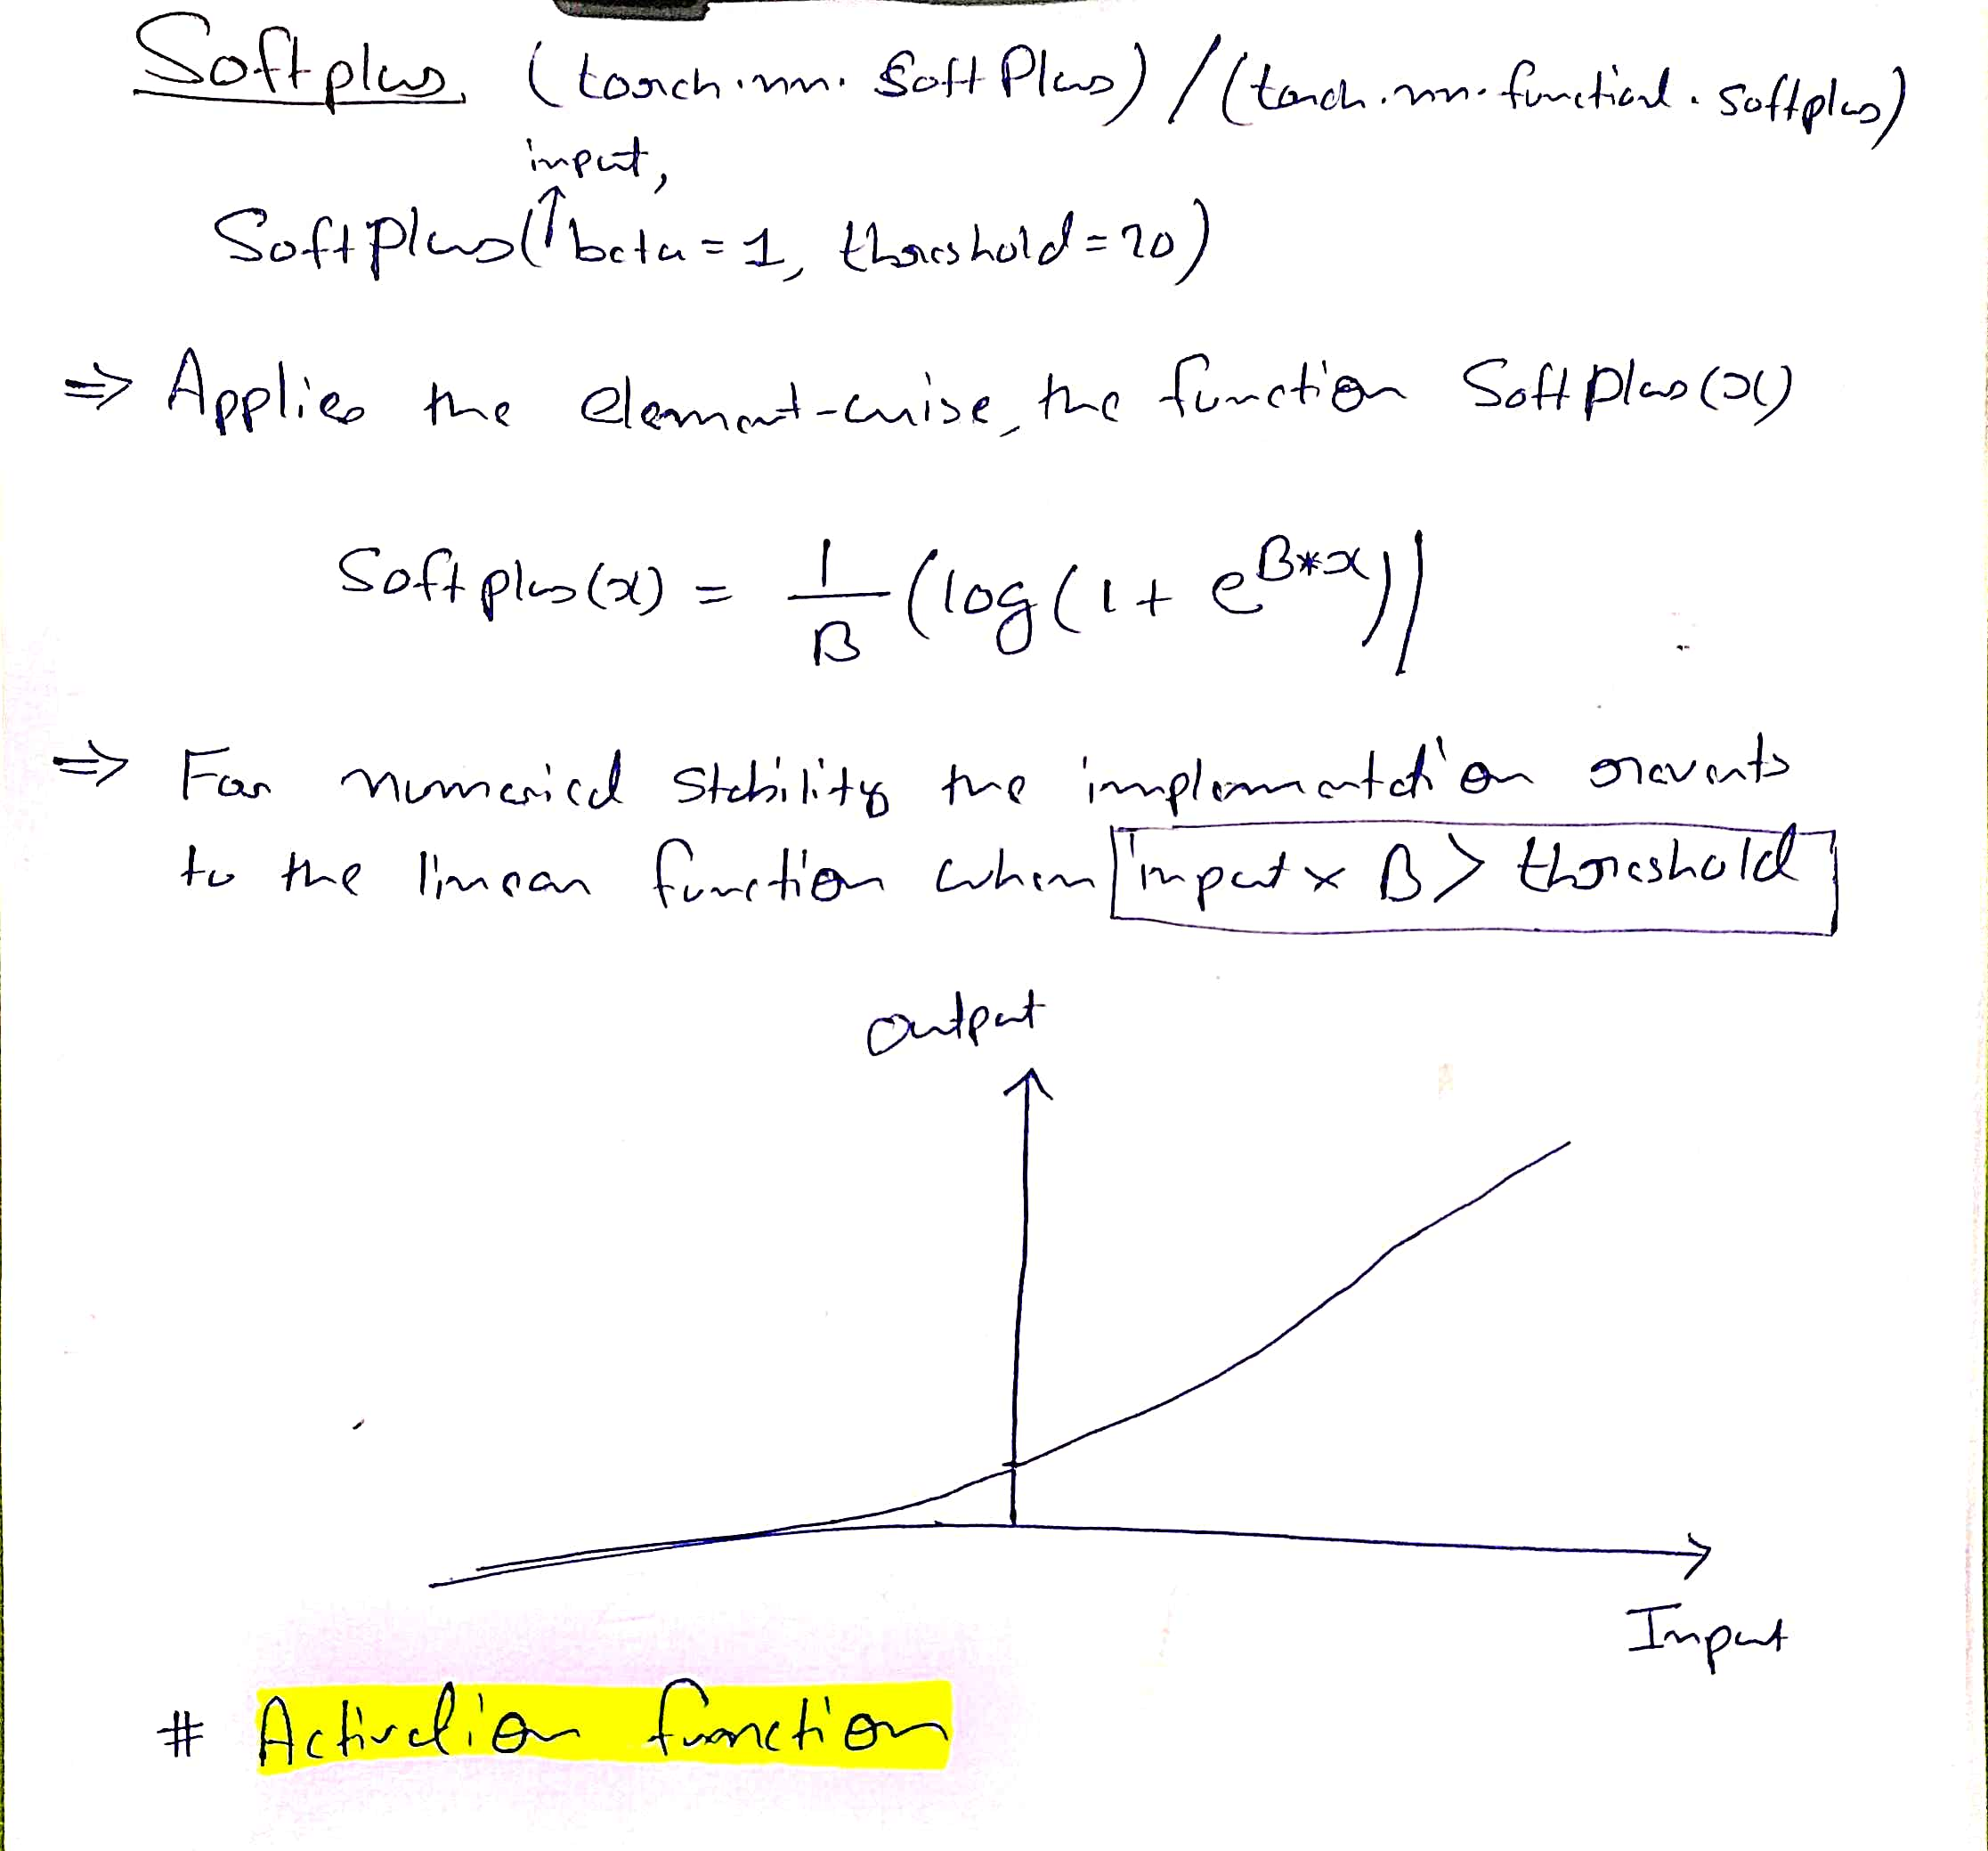 Softplus. (torch.nn.SoftPlus) / (torch.nn.functional.softplus)
input,
SoftPlus(↑beta=1, threshold=20)
⇒ Applies the element-wise, the function SoftPlus(x)
Softplus(x) = 1/β (log(1 + e^(β*x)))
⇒ For numerical stability the implementation reverts
to the linear function when input × β > threshold
output
Input
# Activation function